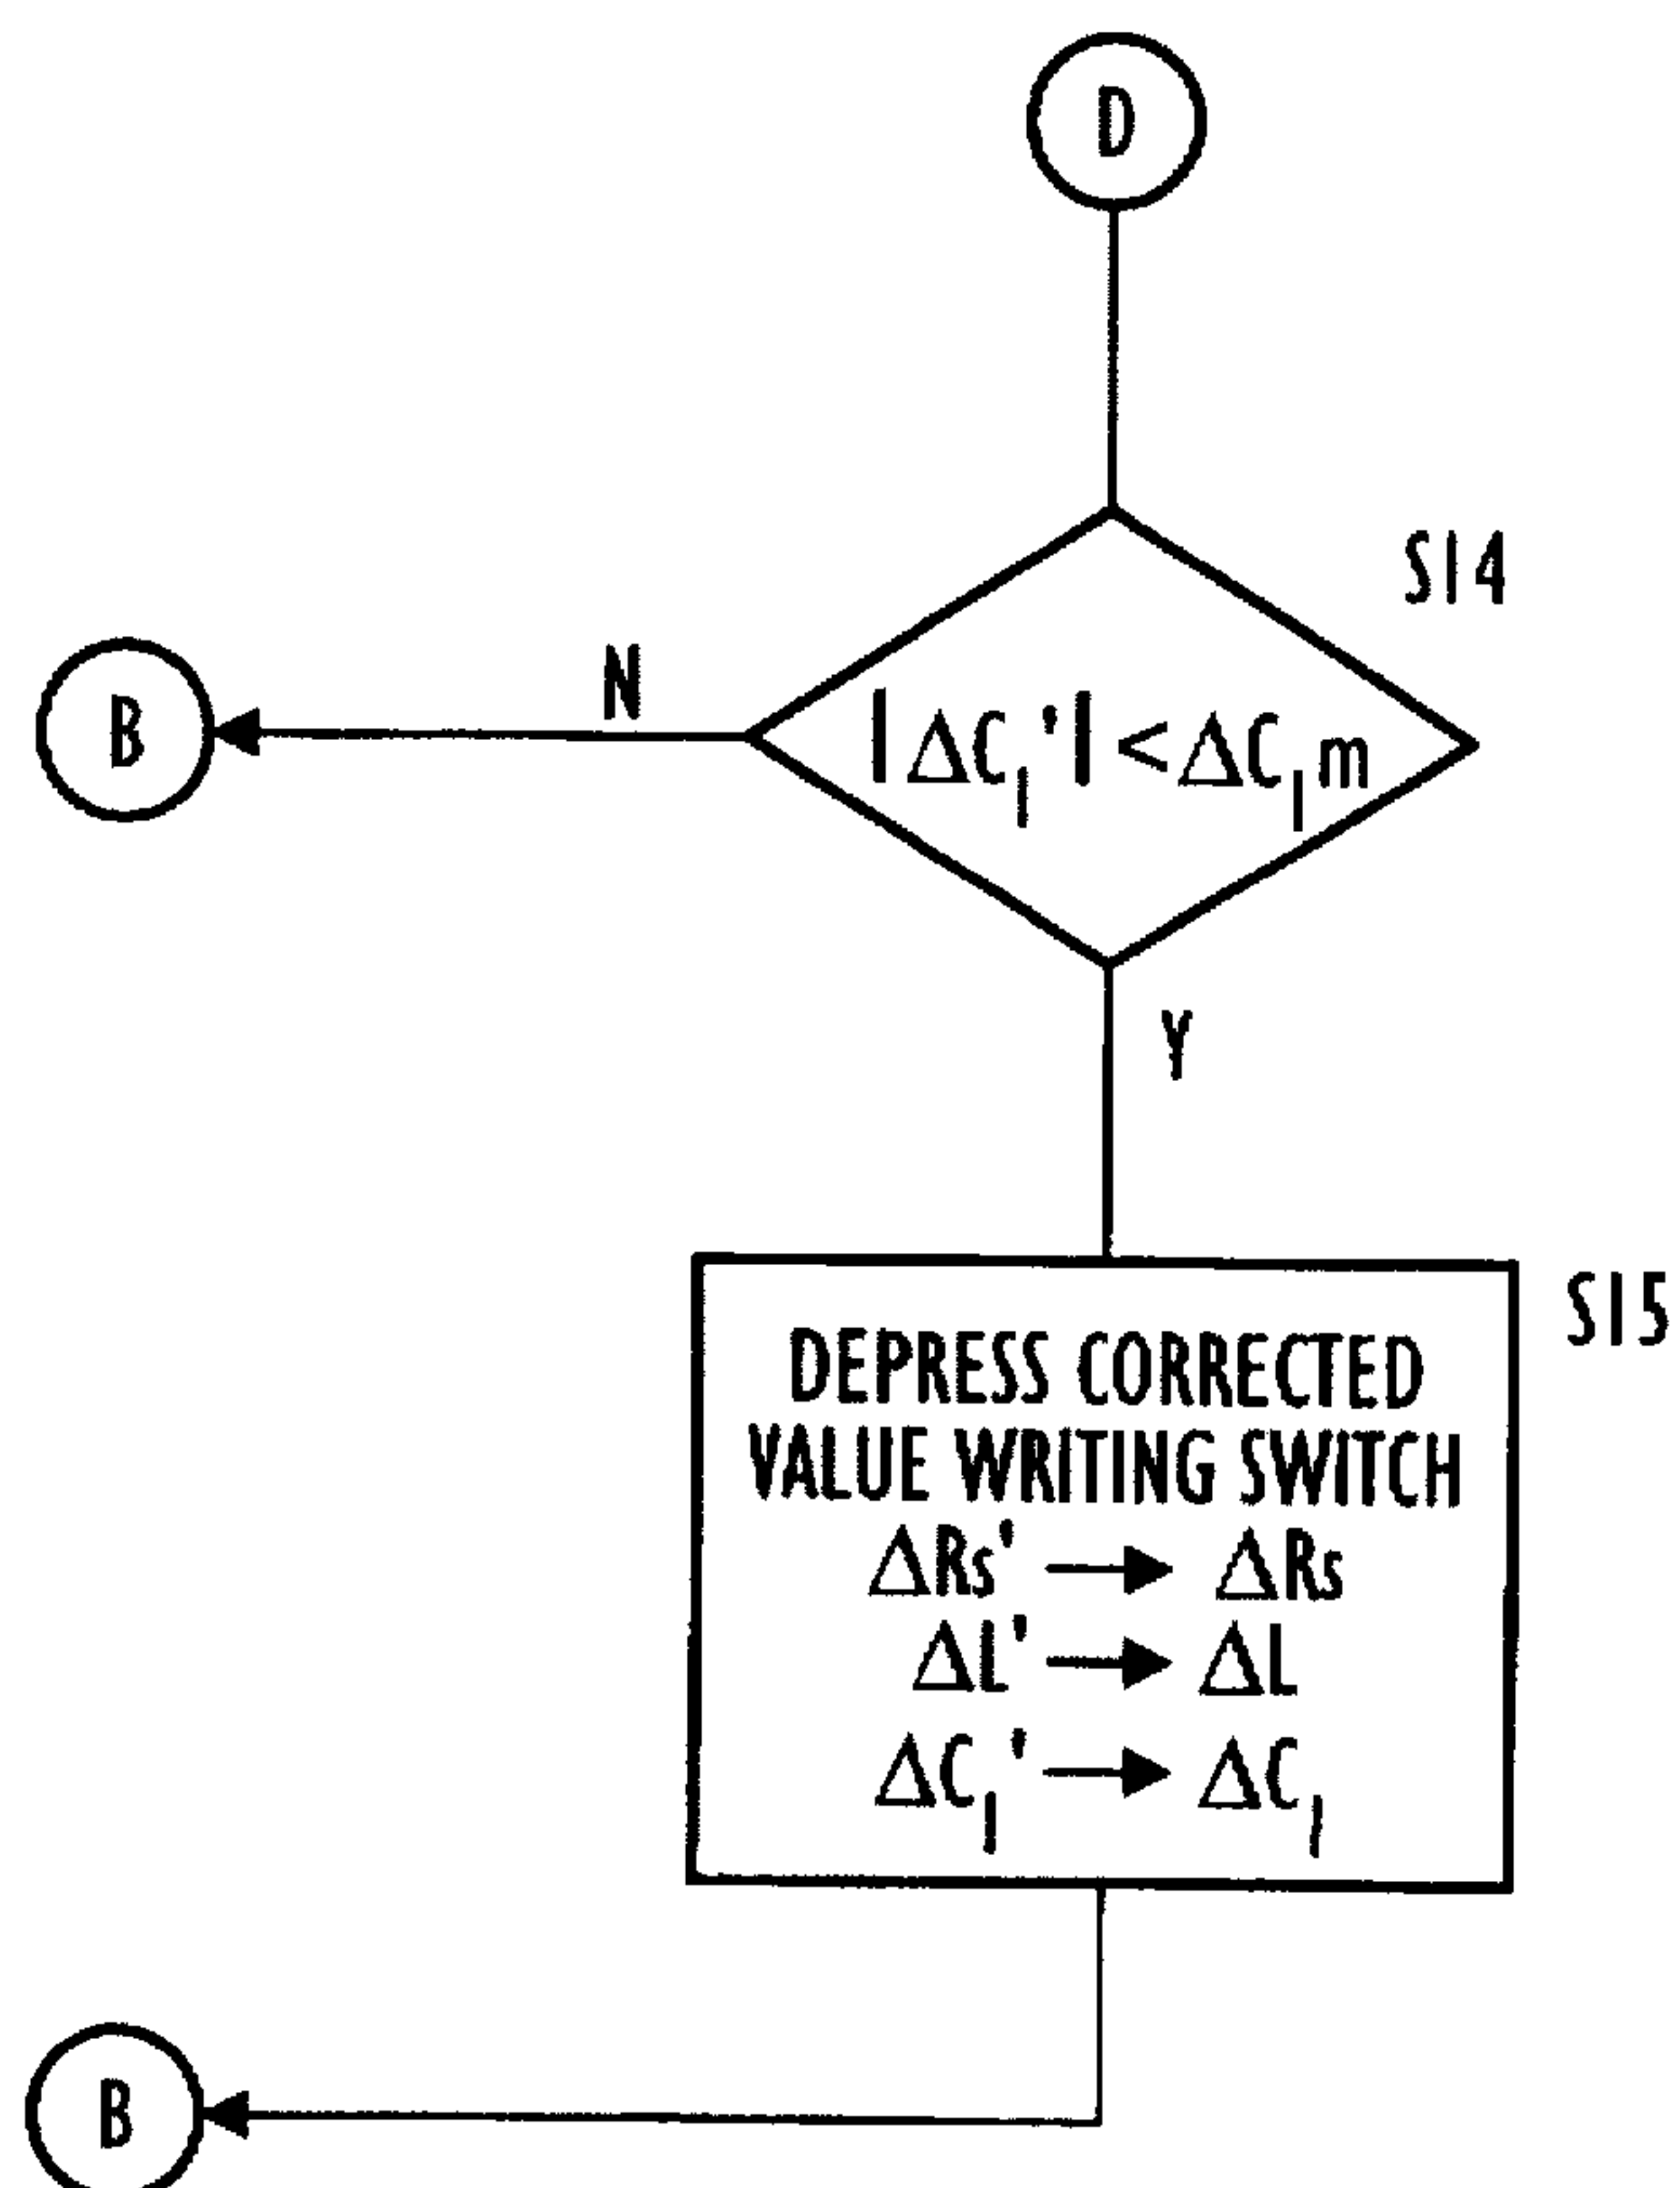 D
S14
N
B
|ΔC₁'|<ΔC₁m
Y
S15
DEPRESS CORRECTED
VALUE WRITING SWITCH
ΔRs' → ΔRs
ΔL' → ΔL
ΔC₁' → ΔC₁
B